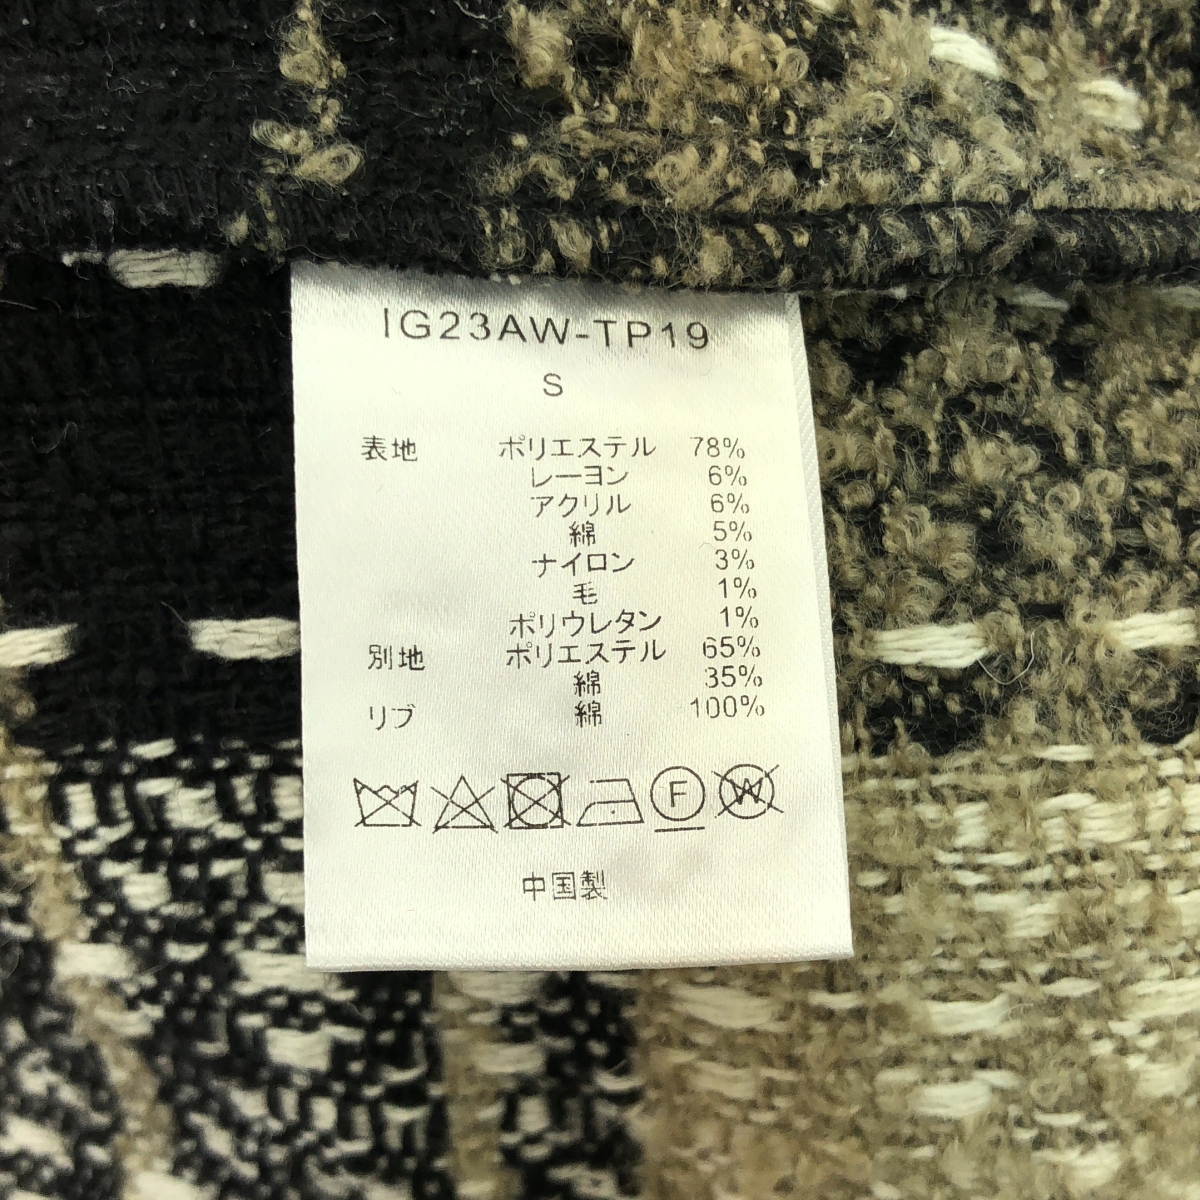 IG23AW-TP19
S
表地 ポリエステル 78%
レーヨン 6%
アクリル 6%
綿 5%
ナイロン 3%
毛 1%
ポリウレタン 1%
別地 ポリエステル 65%
綿 35%
リブ 綿 100%
F W
中国製